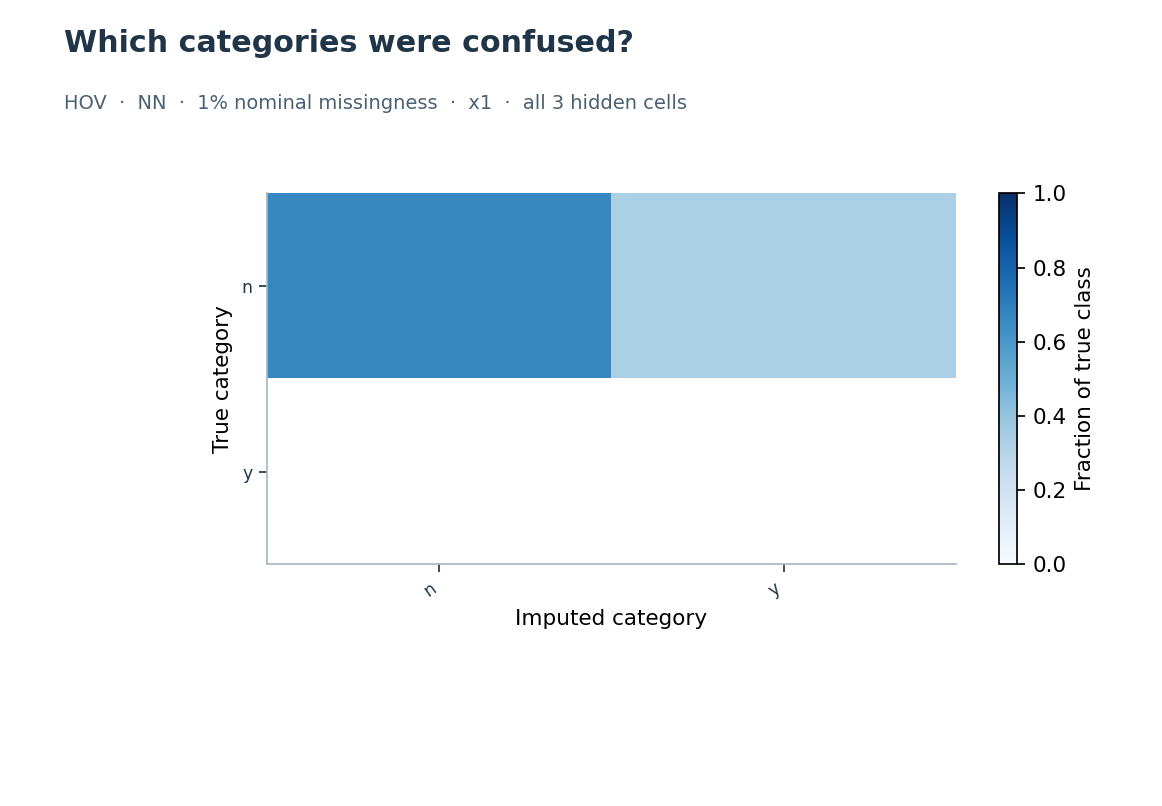 Which categories were confused?
HOV · NN · 1% nominal missingness · x1 · all 3 hidden cells
True category
n
y
n
y
Imputed category
1.0
0.8
0.6
0.4
0.2
0.0
Fraction of true class